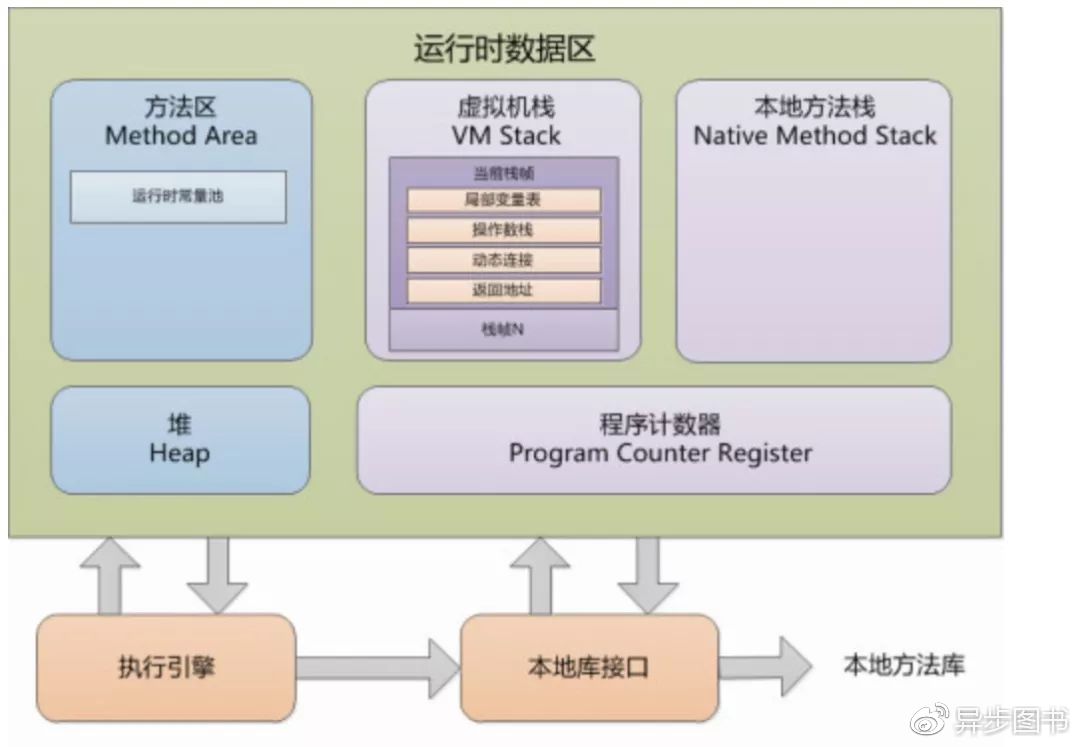 运行时数据区
方法区
Method Area
运行时常量池
虚拟机栈
VM Stack
当前栈帧
局部变量表
操作数栈
动态连接
返回地址
栈帧N
本地方法栈
Native Method Stack
堆
Heap
程序计数器
Program Counter Register
执行引擎
本地库接口
本地方法库
异步图书